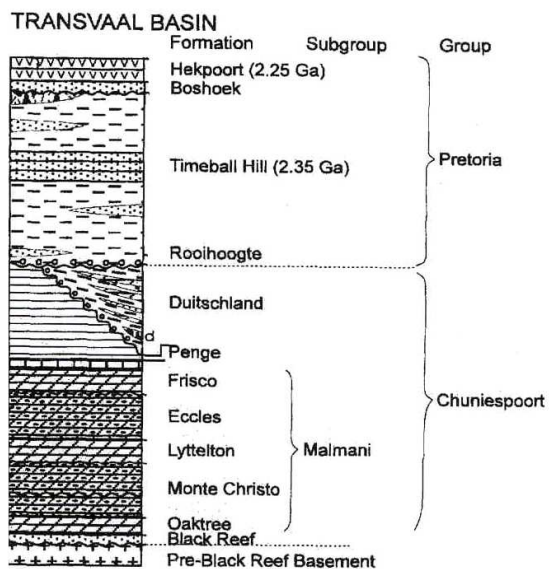 TRANSVAAL BASIN
Formation Subgroup Group
Hekpoort (2.25 Ga)
Boshoek
Timeball Hill (2.35 Ga)
Pretoria
Rooihoogte
Duitschland
d
Penge
Frisco
Chuniespoort
Eccles
Lyttelton Malmani
Monte Christo
Oaktree
Black Reef
Pre-Black Reef Basement